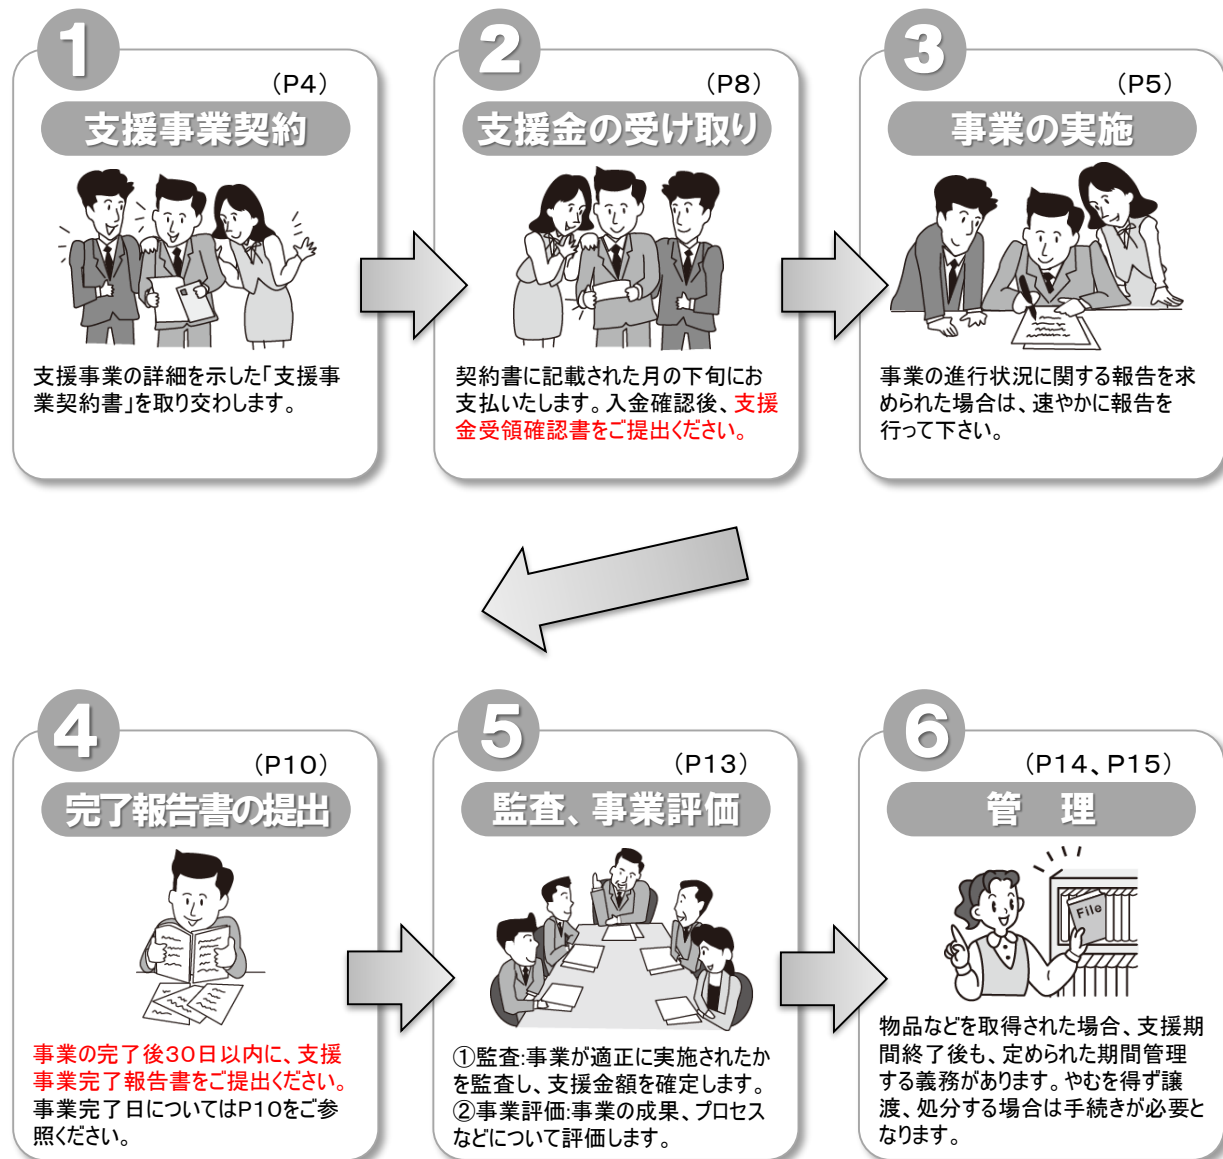 1
(P4)
支援事業契約
支援事業の詳細を示した「支援事
業契約書」を取り交わします。
2
(P8)
支援金の受け取り
契約書に記載された月の下旬にお
支払いたします。入金確認後、支援
金受領確認書をご提出ください。
3
(P5)
事業の実施
事業の進行状況に関する報告を求
められた場合は、速やかに報告を
行って下さい。
4
(P10)
完了報告書の提出
事業の完了後30日以内に、支援
事業完了報告書をご提出ください。
事業完了日についてはP10をご参
照ください。
5
(P13)
監査、事業評価
①監査:事業が適正に実施されたか
を監査し、支援金額を確定します。
②事業評価:事業の成果、プロセス
などについて評価します。
6
(P14、P15)
管　理
File
物品などを取得された場合、支援期
間終了後も、定められた期間管理
する義務があります。やむを得ず譲
渡、処分する場合は手続きが必要と
なります。